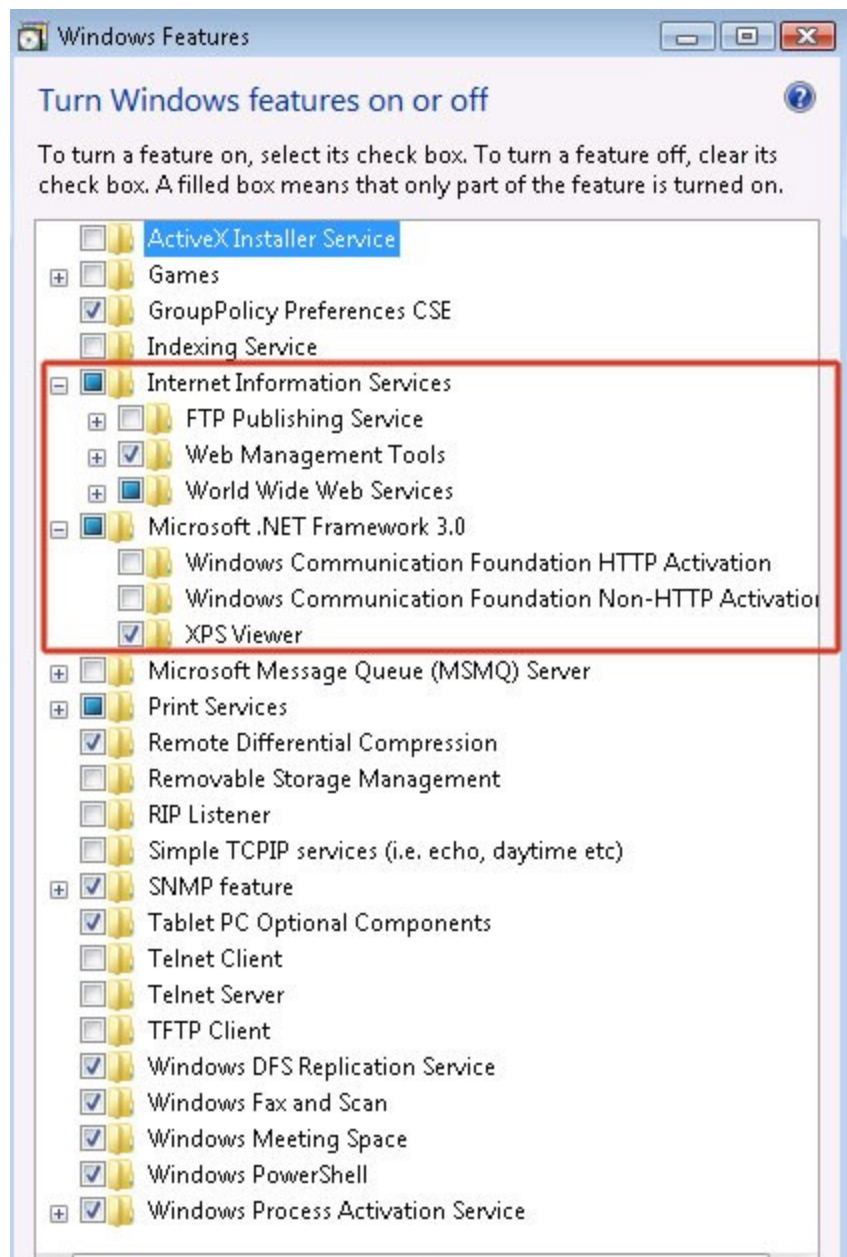 Windows Features
Turn Windows features on or off
To turn a feature on, select its check box. To turn a feature off, clear its
check box. A filled box means that only part of the feature is turned on.
ActiveX Installer Service
Games
GroupPolicy Preferences CSE
Indexing Service
Internet Information Services
FTP Publishing Service
Web Management Tools
World Wide Web Services
Microsoft .NET Framework 3.0
Windows Communication Foundation HTTP Activation
Windows Communication Foundation Non-HTTP Activation
XPS Viewer
Microsoft Message Queue (MSMQ) Server
Print Services
Remote Differential Compression
Removable Storage Management
RIP Listener
Simple TCPIP services (i.e. echo, daytime etc)
SNMP feature
Tablet PC Optional Components
Telnet Client
Telnet Server
TFTP Client
Windows DFS Replication Service
Windows Fax and Scan
Windows Meeting Space
Windows PowerShell
Windows Process Activation Service